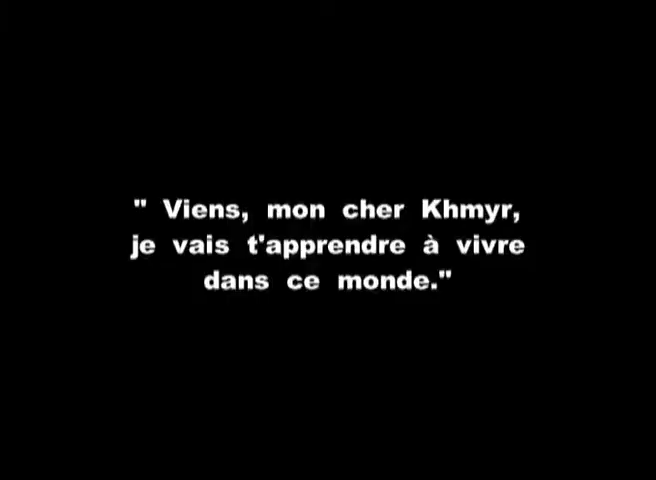 " Viens, mon cher Khmyr,
je vais t'apprendre à vivre
dans ce monde."